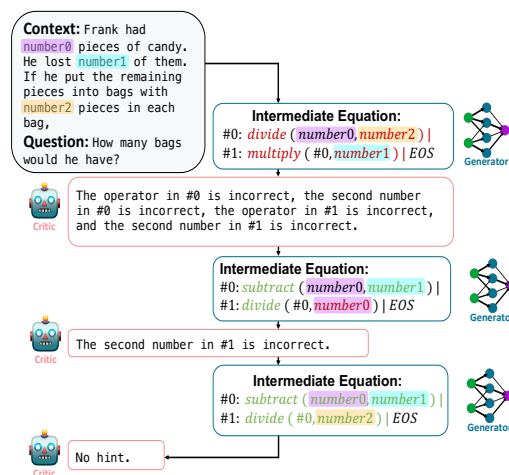 Context: Frank had
number0 pieces of candy.
He lost number1 of them.
If he put the remaining
pieces into bags with
number2 pieces in each
bag,
Question: How many bags
would he have?
Intermediate Equation:
#0: divide (number0,number2) |
#1: multiply ( #0,number1) | EOS
Generator
The operator in #0 is incorrect, the second number
in #0 is incorrect, the operator in #1 is incorrect,
and the second number in #1 is incorrect.
Critic
Intermediate Equation:
#0: subtract (number0,number1) |
#1: divide ( #0,number0) | EOS
Generator
The second number in #1 is incorrect.
Critic
Intermediate Equation:
#0: subtract (number0,number1) |
#1: divide ( #0,number2) | EOS
Generator
No hint.
Critic